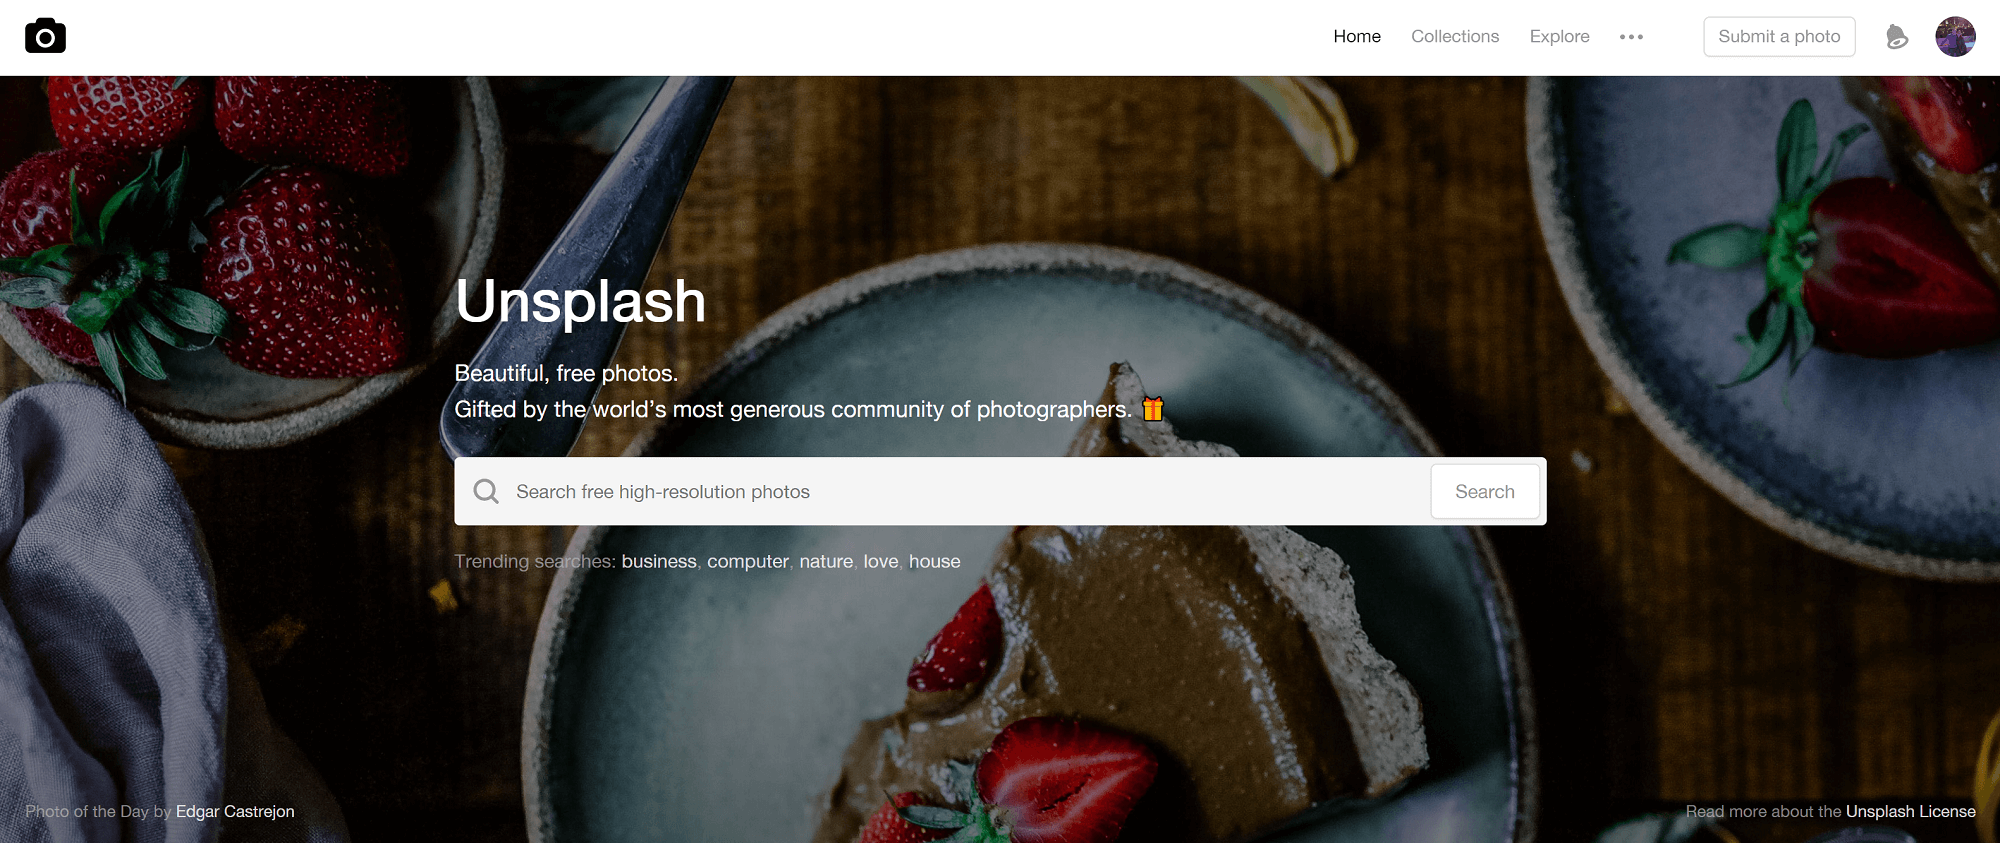 Home Collections Explore ••• Submit a photo
Unsplash
Beautiful, free photos.
Gifted by the world’s most generous community of photographers. 🎁
Search free high-resolution photos Search
Trending searches: business, computer, nature, love, house
Photo of the Day by Edgar Castrejon Read more about the Unsplash License